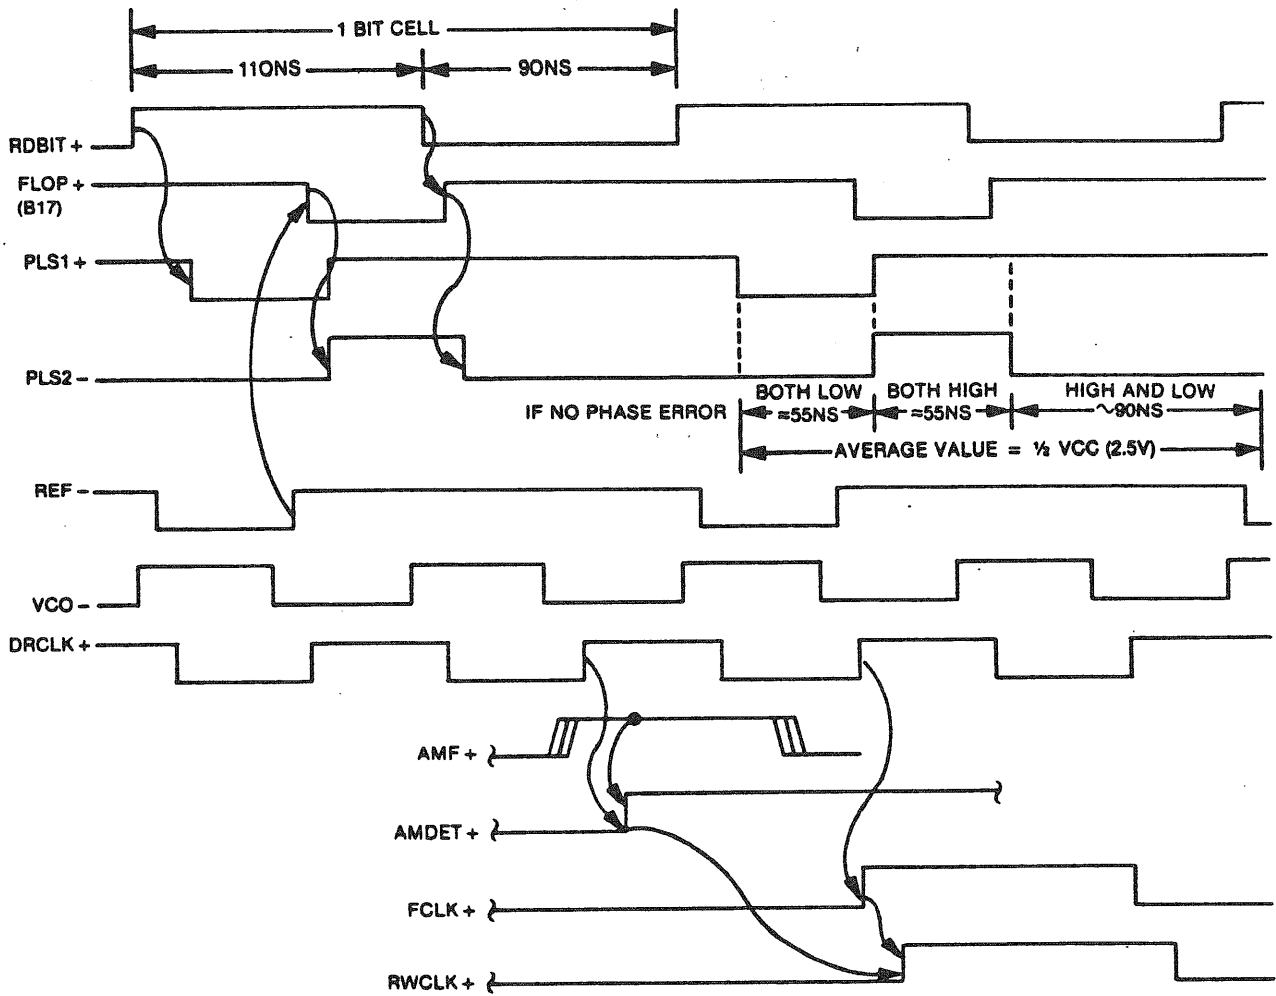 1 BIT CELL
110NS
90NS
RDBIT +
FLOP +
(B17)
PLS1 +
PLS2 –
BOTH LOW
≈55NS
BOTH HIGH
≈55NS
HIGH AND LOW
~90NS
IF NO PHASE ERROR
AVERAGE VALUE = ½ VCC (2.5V)
REF –
VCO –
DRCLK +
AMF +
AMDET +
FCLK +
RWCLK +